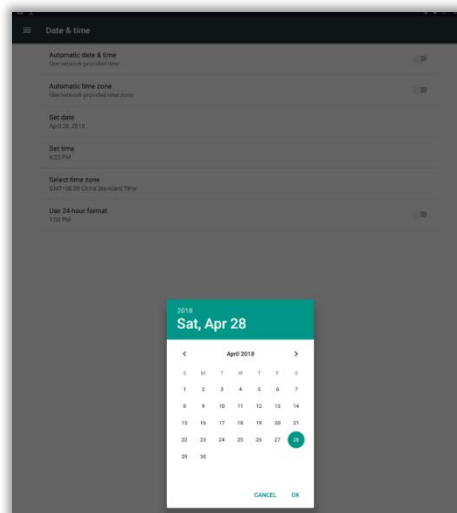 Date & time
Automatic date & time
Use network-provided time
Automatic time zone
Use network-provided time zone
Set date
April 28, 2018
Set time
6:23 PM
Select time zone
GMT+08:00 China Standard Time
Use 24-hour format
1:00 PM
2018
Sat, Apr 28
April 2018
S M T W T F S
1 2 3 4 5 6 7
8 9 10 11 12 13 14
15 16 17 18 19 20 21
22 23 24 25 26 27 28
29 30
CANCEL OK